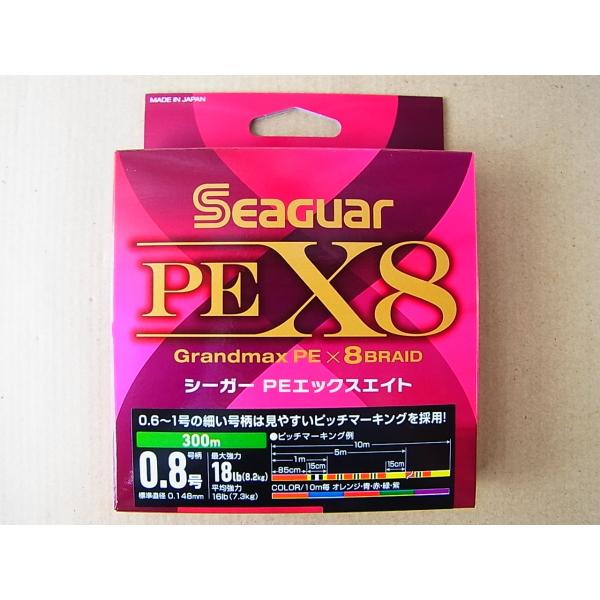 MADE IN JAPAN
Seaguar
PE X8
Grandmax PE × 8BRAID
シーガー PEエックスエイト
0.6〜1号の細い号柄は見やすいピッチマーキングを採用!
300m
●ピッチマーキング例
10m
5m
1m
85cm
15cm
15cm
0.8号
号柄
標準直径 0.148mm
最大強力
18lb(8.2kg)
平均強力
16lb(7.3kg)
COLOR/10m毎 オレンジ・青・赤・緑・紫